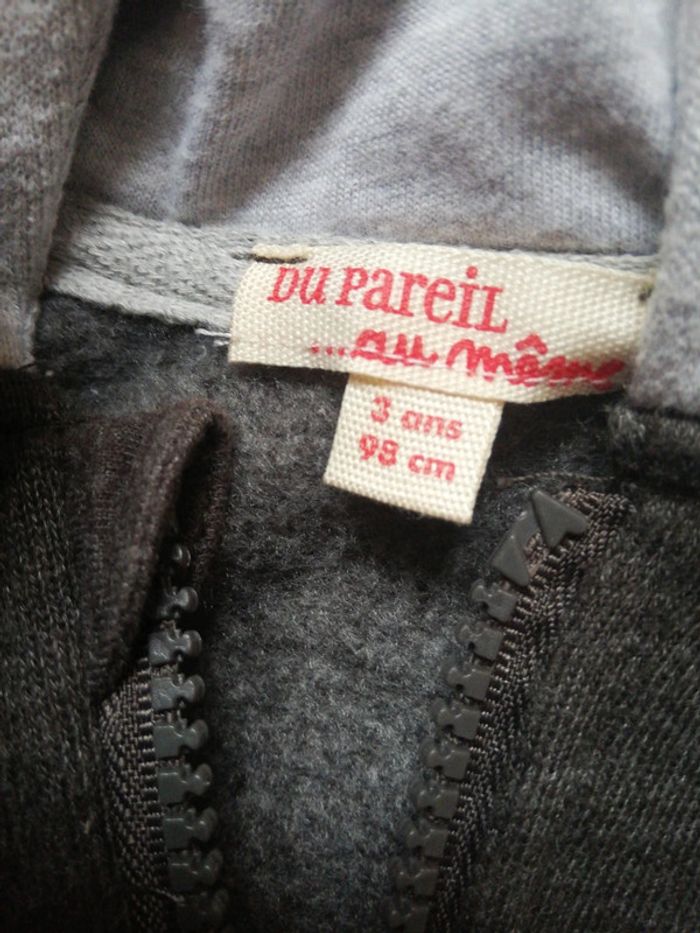 DU PareiL
...au même
3 ans
98 cm